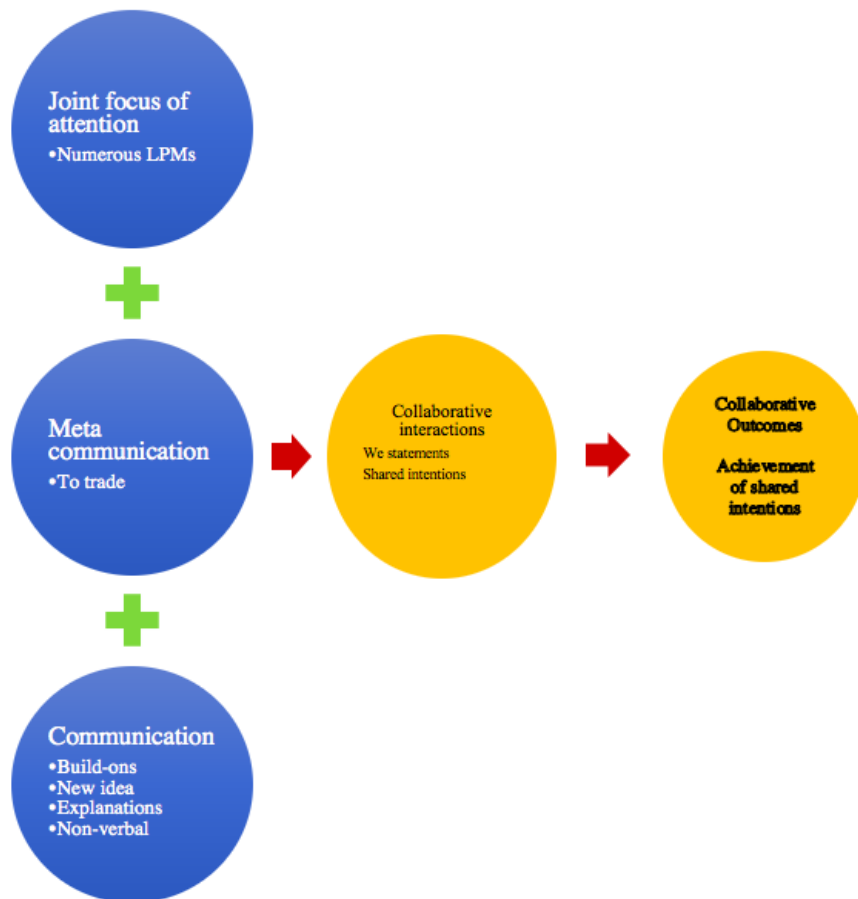 Joint focus of
attention
•Numerous LPMs
Meta
communication
•To trade
Collaborative
interactions
We statements
Shared intentions
Collaborative
Outcomes
Achievement
of shared
intentions
Communication
•Build-ons
•New idea
•Explanations
•Non-verbal